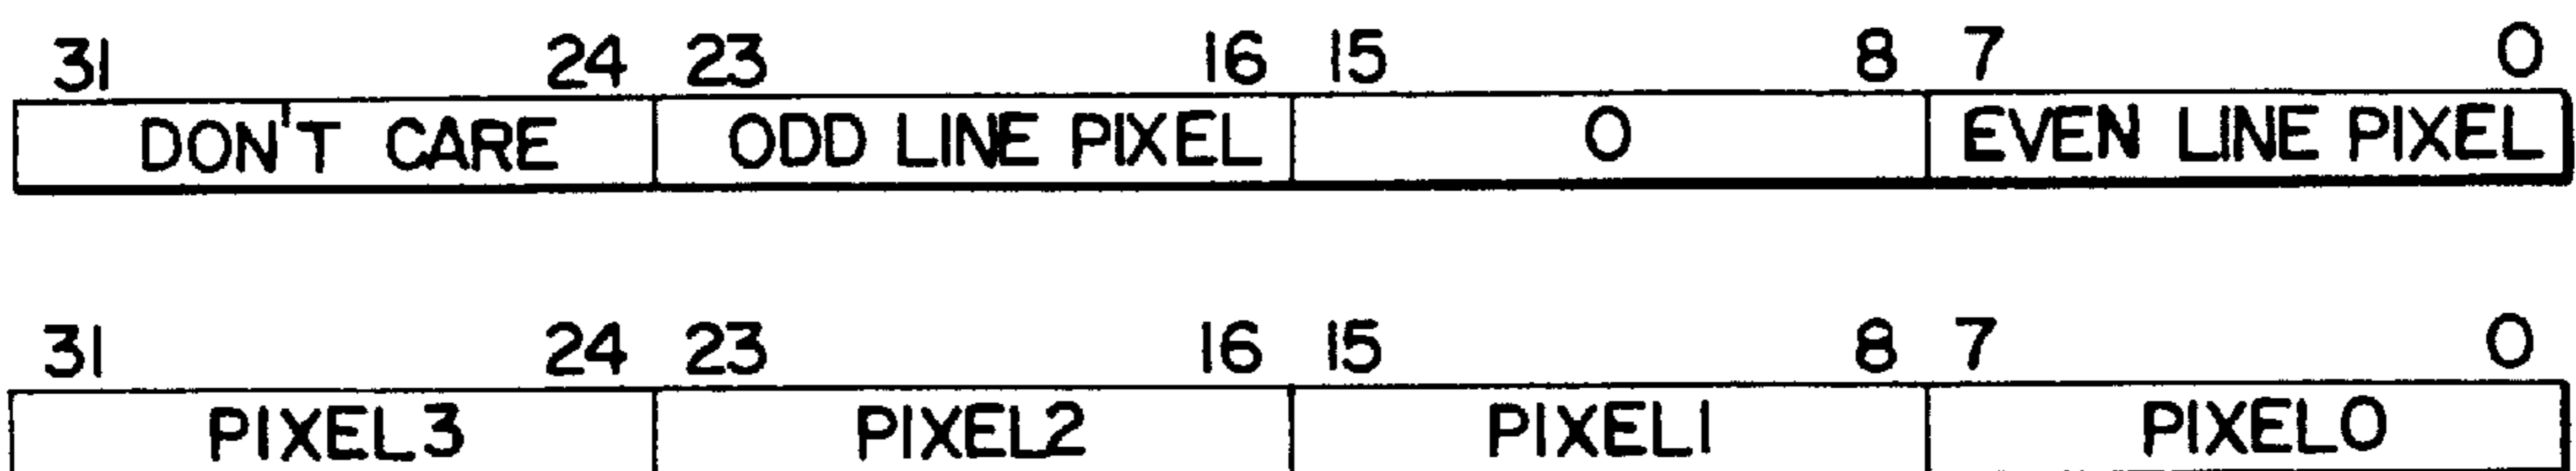 31 24 23 16 15 8 7 0
DON'T CARE ODD LINE PIXEL 0 EVEN LINE PIXEL
31 24 23 16 15 8 7 0
PIXEL3 PIXEL2 PIXEL1 PIXEL0